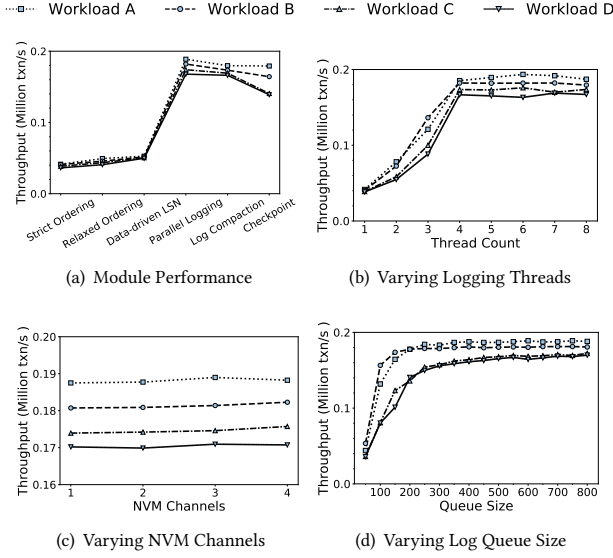 Workload A Workload B Workload C Workload D
Throughput (Million txn/s )
0.2
0.1
0.0
Strict Ordering
Relaxed Ordering
Data-driven LSN
Parallel Logging
Log Compaction
Checkpoint
(a) Module Performance
Throughput (Million txn/s )
0.2
0.1
0.0
1 2 3 4 5 6 7 8
Thread Count
(b) Varying Logging Threads
Throughput (Million txn/s )
0.20
0.19
0.18
0.17
0.16
1 2 3 4
NVM Channels
(c) Varying NVM Channels
Throughput (Million txn/s )
0.2
0.1
0.0
100 200 300 400 500 600 700 800
Queue Size
(d) Varying Log Queue Size